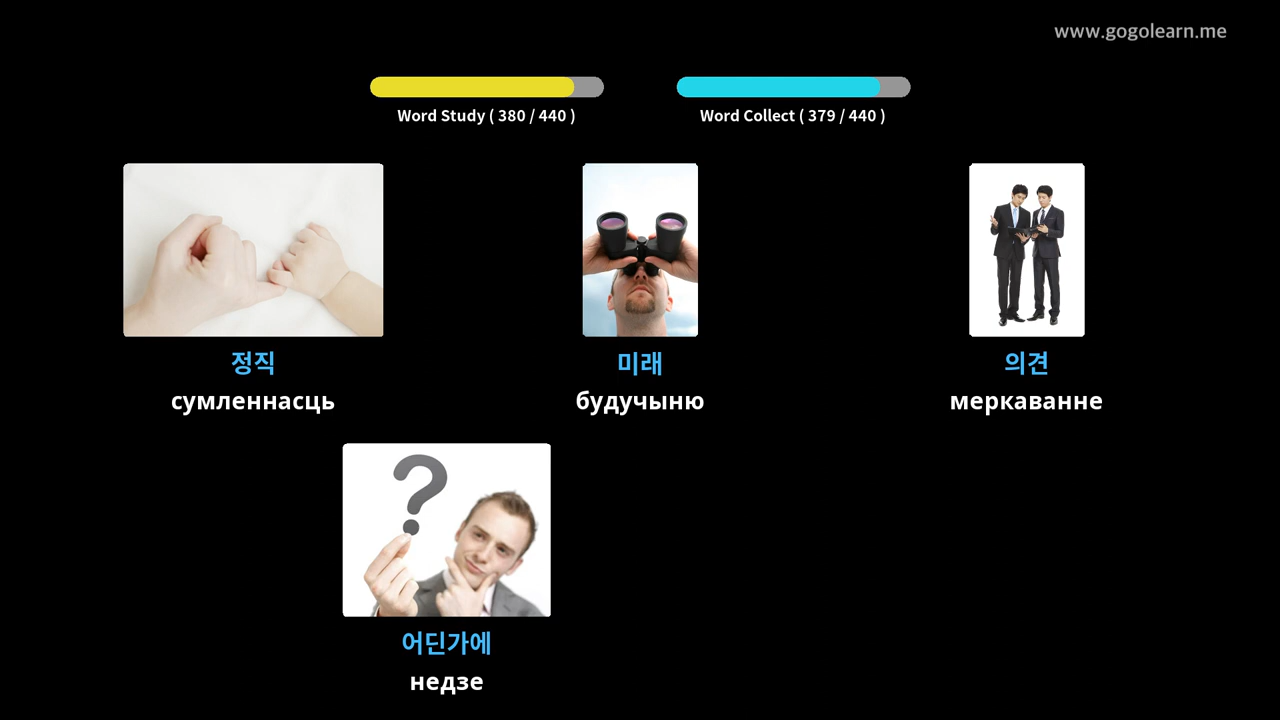 www.gogolearn.me
Word Study ( 380 / 440 )
Word Collect ( 379 / 440 )
정직
сумленнасць
미래
будучыню
의견
меркаванне
?
어딘가에
недзе